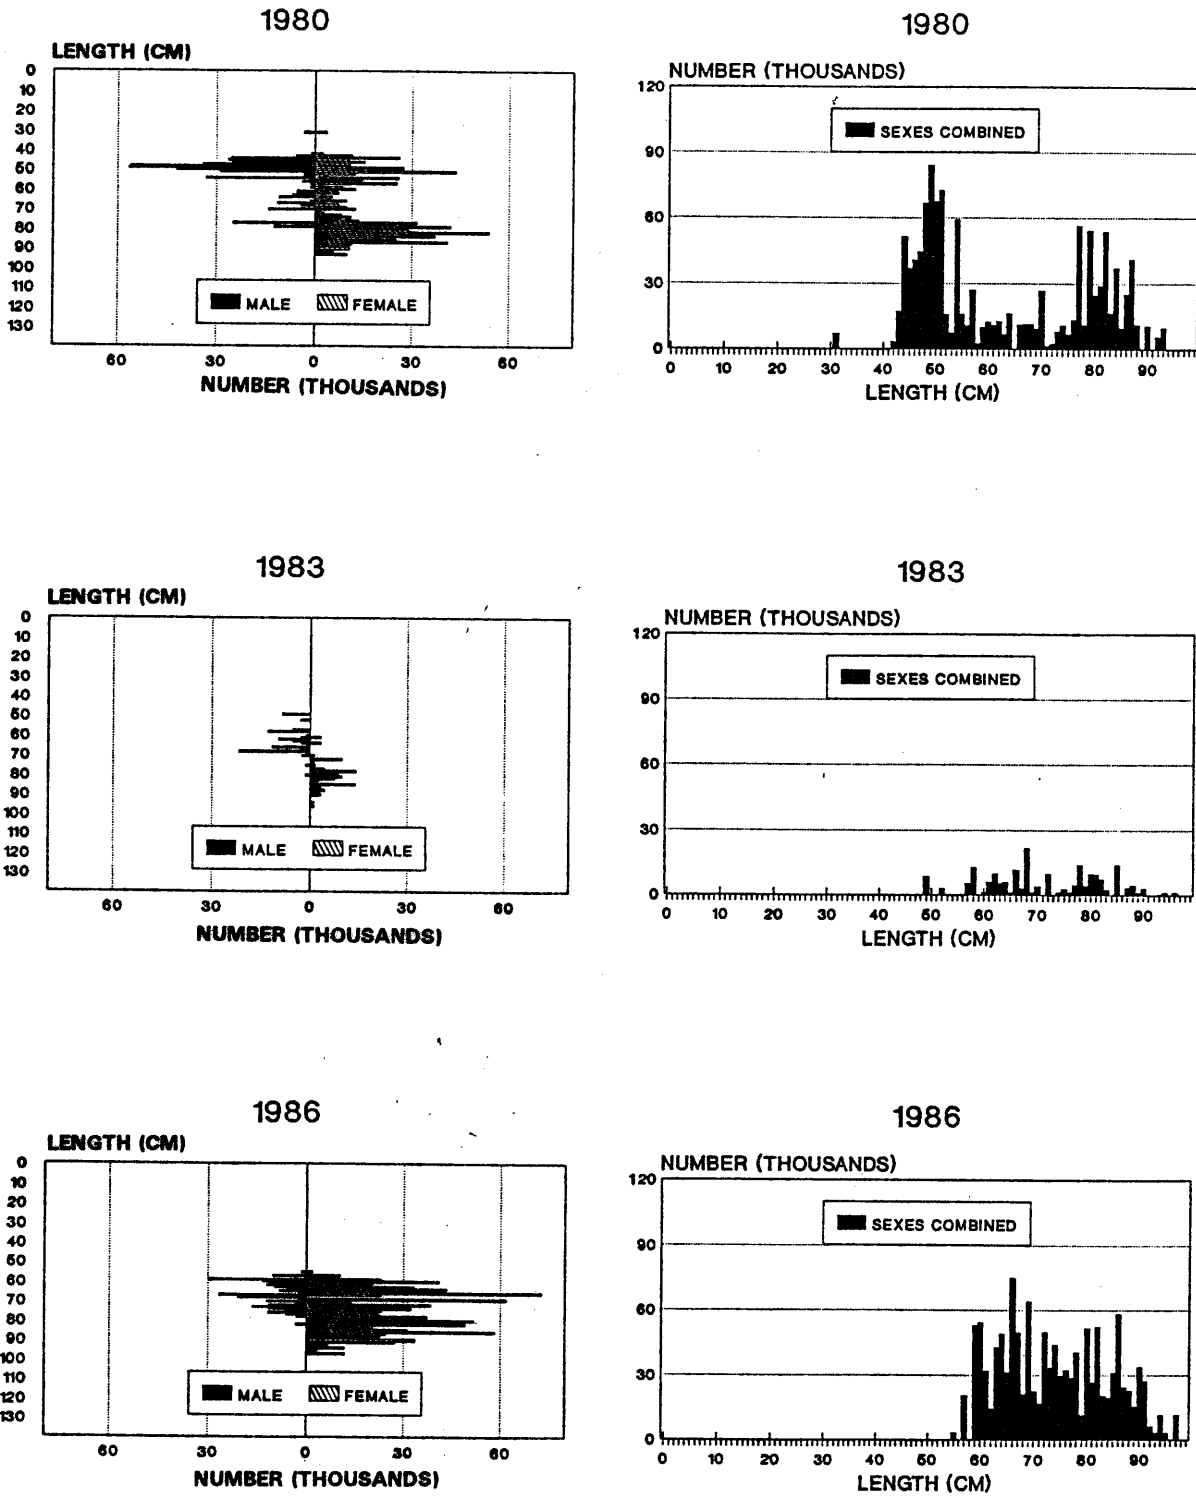 1980
LENGTH (CM)
0
10
20
30
40
50
60
70
80
90
100
110
120
130
MALE FEMALE
60 30 0 30 60
NUMBER (THOUSANDS)
1980
NUMBER (THOUSANDS)
120
90
60
30
0
SEXES COMBINED
0 10 20 30 40 50 60 70 80 90
LENGTH (CM)
1983
LENGTH (CM)
0
10
20
30
40
50
60
70
80
90
100
110
120
130
MALE FEMALE
60 30 0 30 60
NUMBER (THOUSANDS)
1983
NUMBER (THOUSANDS)
120
90
60
30
0
SEXES COMBINED
0 10 20 30 40 50 60 70 80 90
LENGTH (CM)
1986
LENGTH (CM)
0
10
20
30
40
50
60
70
80
90
100
110
120
130
MALE FEMALE
60 30 0 30 60
NUMBER (THOUSANDS)
1986
NUMBER (THOUSANDS)
120
90
60
30
0
SEXES COMBINED
0 10 20 30 40 50 60 70 80 90
LENGTH (CM)